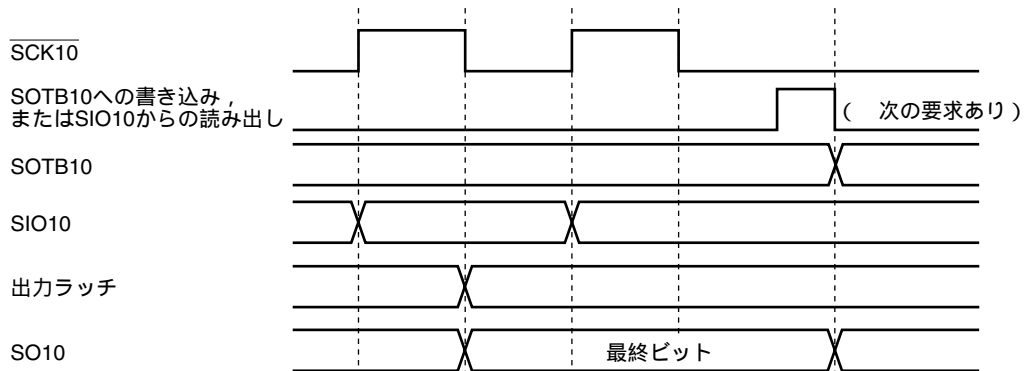 SCK10
SOTB10への書き込み，
またはSIO10からの読み出し
(　次の要求あり)
SOTB10
SIO10
出力ラッチ
SO10
最終ビット